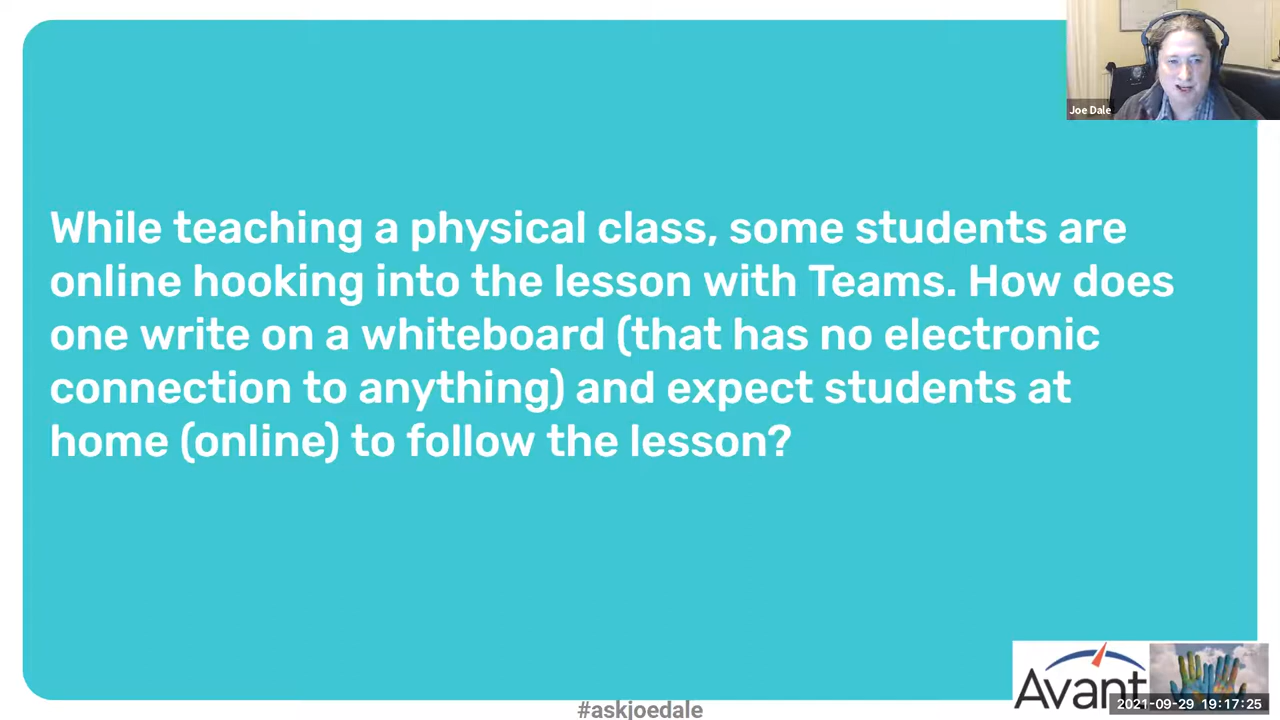 Joe Dale
While teaching a physical class, some students are
online hooking into the lesson with Teams. How does
one write on a whiteboard (that has no electronic
connection to anything) and expect students at
home (online) to follow the lesson?
Avant
2021-09-29 19:17:25
#askjoedale